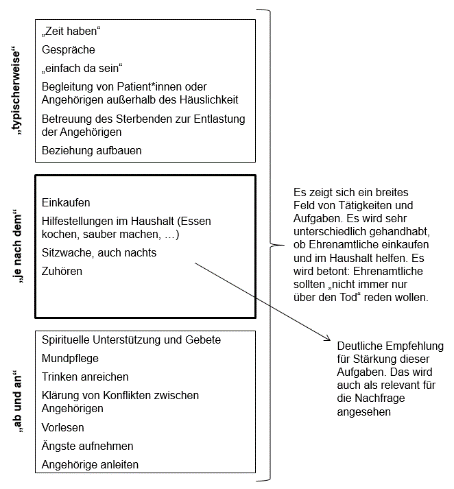 „typischerweise“
„Zeit haben“
Gespräche
„einfach da sein“
Begleitung von Patient*innen oder
Angehörigen außerhalb des Häuslichkeit
Betreuung des Sterbenden zur Entlastung
der Angehörigen
Beziehung aufbauen
„je nach dem“
Einkaufen
Hilfestellungen im Haushalt (Essen
kochen, sauber machen, …)
Sitzwache, auch nachts
Zuhören
„ab und an“
Spirituelle Unterstützung und Gebete
Mundpflege
Trinken anreichen
Klärung von Konflikten zwischen
Angehörigen
Vorlesen
Ängste aufnehmen
Angehörige anleiten
Es zeigt sich ein breites
Feld von Tätigkeiten und
Aufgaben. Es wird sehr
unterschiedlich gehandhabt,
ob Ehrenamtliche einkaufen
und im Haushalt helfen. Es
wird betont: Ehrenamtliche
sollten „nicht immer nur
über den Tod“ reden wollen.
Deutliche Empfehlung
für Stärkung dieser
Aufgaben. Das wird
auch als relevant für
die Nachfrage
angesehen